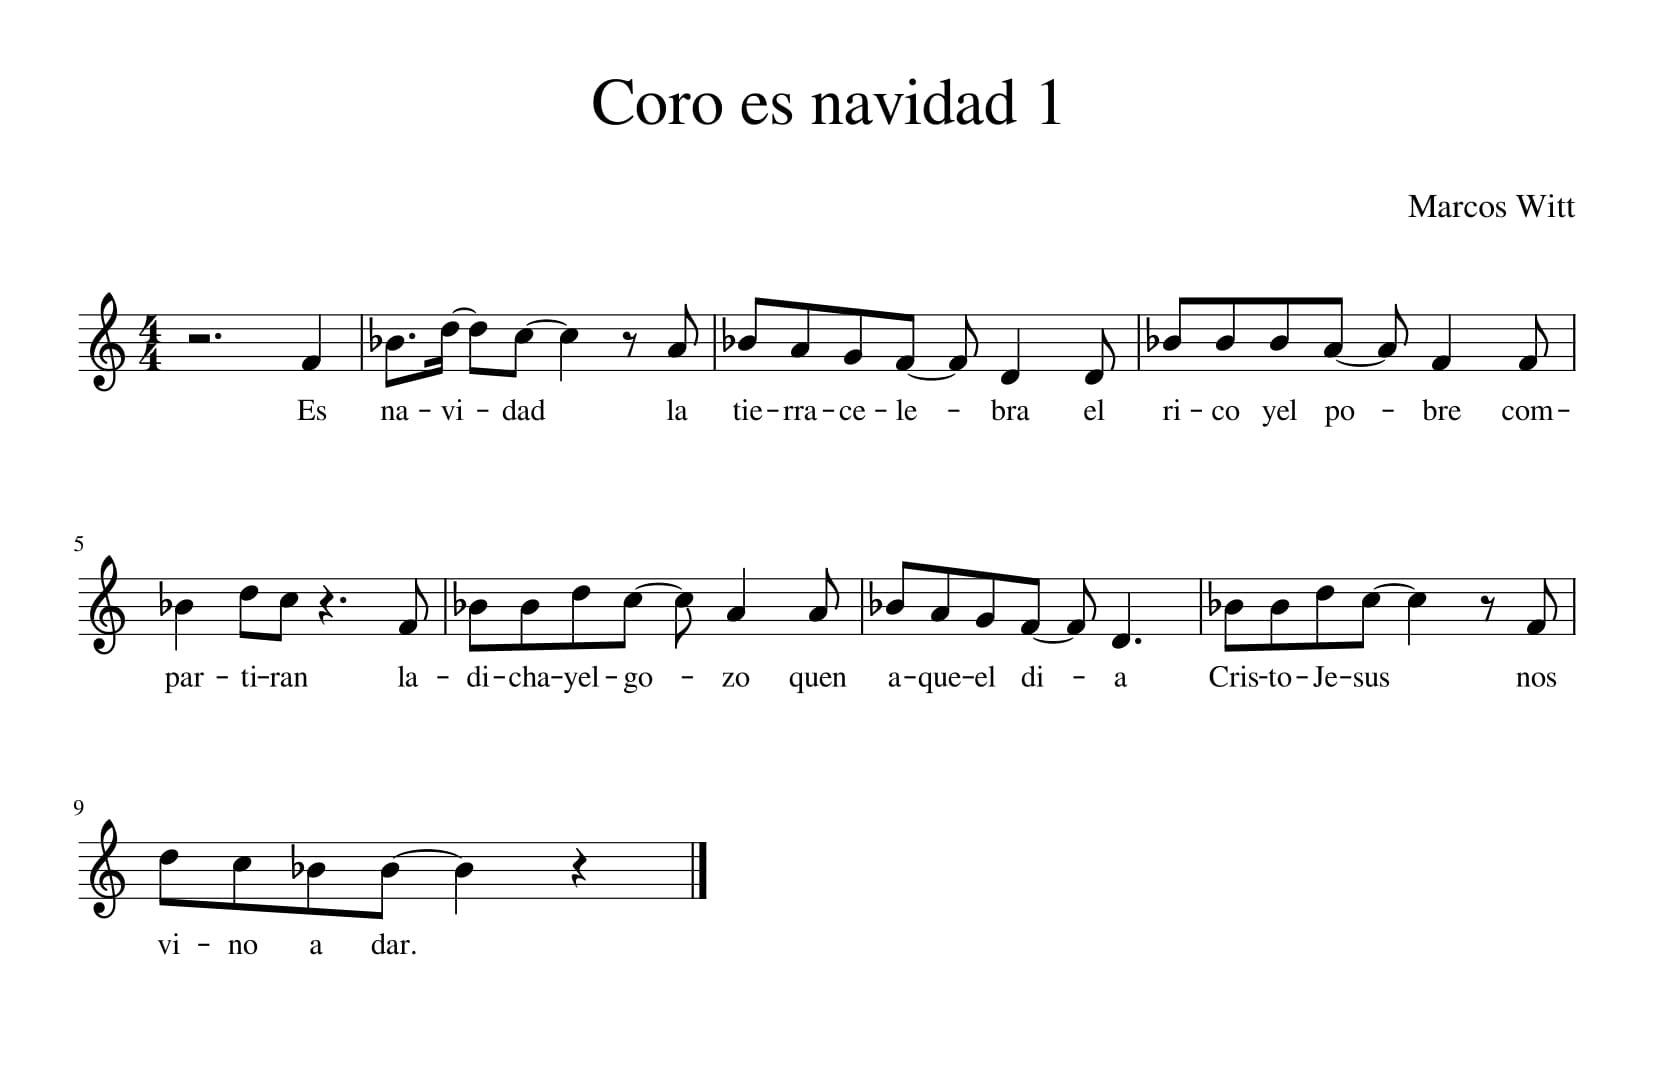 Coro es navidad 1
Marcos Witt
4
4
Es na - vi - dad la tie - rra - ce - le - bra el ri - co yel po - bre com -
5
par - ti - ran la - di - cha - yel - go - zo quen a - que - el di - a Cris - to - Je - sus nos
9
vi - no a dar.